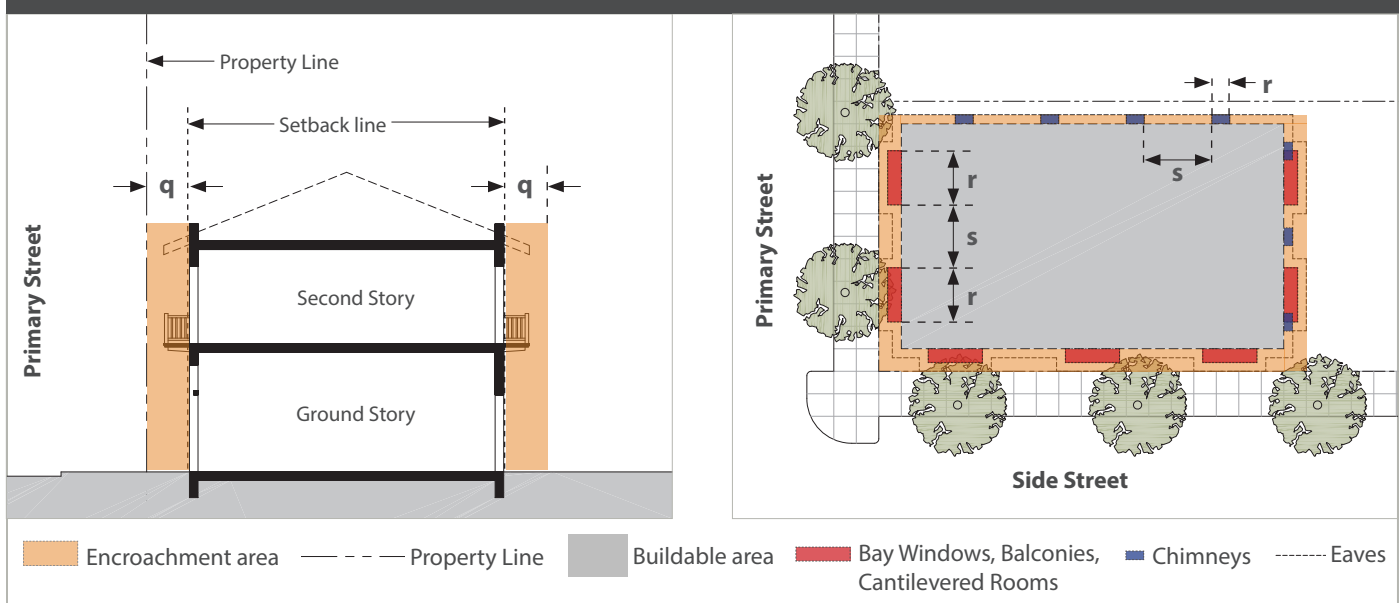 Property Line
Setback line
q
q
Primary Street
Second Story
Ground Story
r
s
r
s
r
Primary Street
Side Street
Encroachment area
Property Line
Buildable area
Bay Windows, Balconies,
Cantilevered Rooms
Chimneys
Eaves